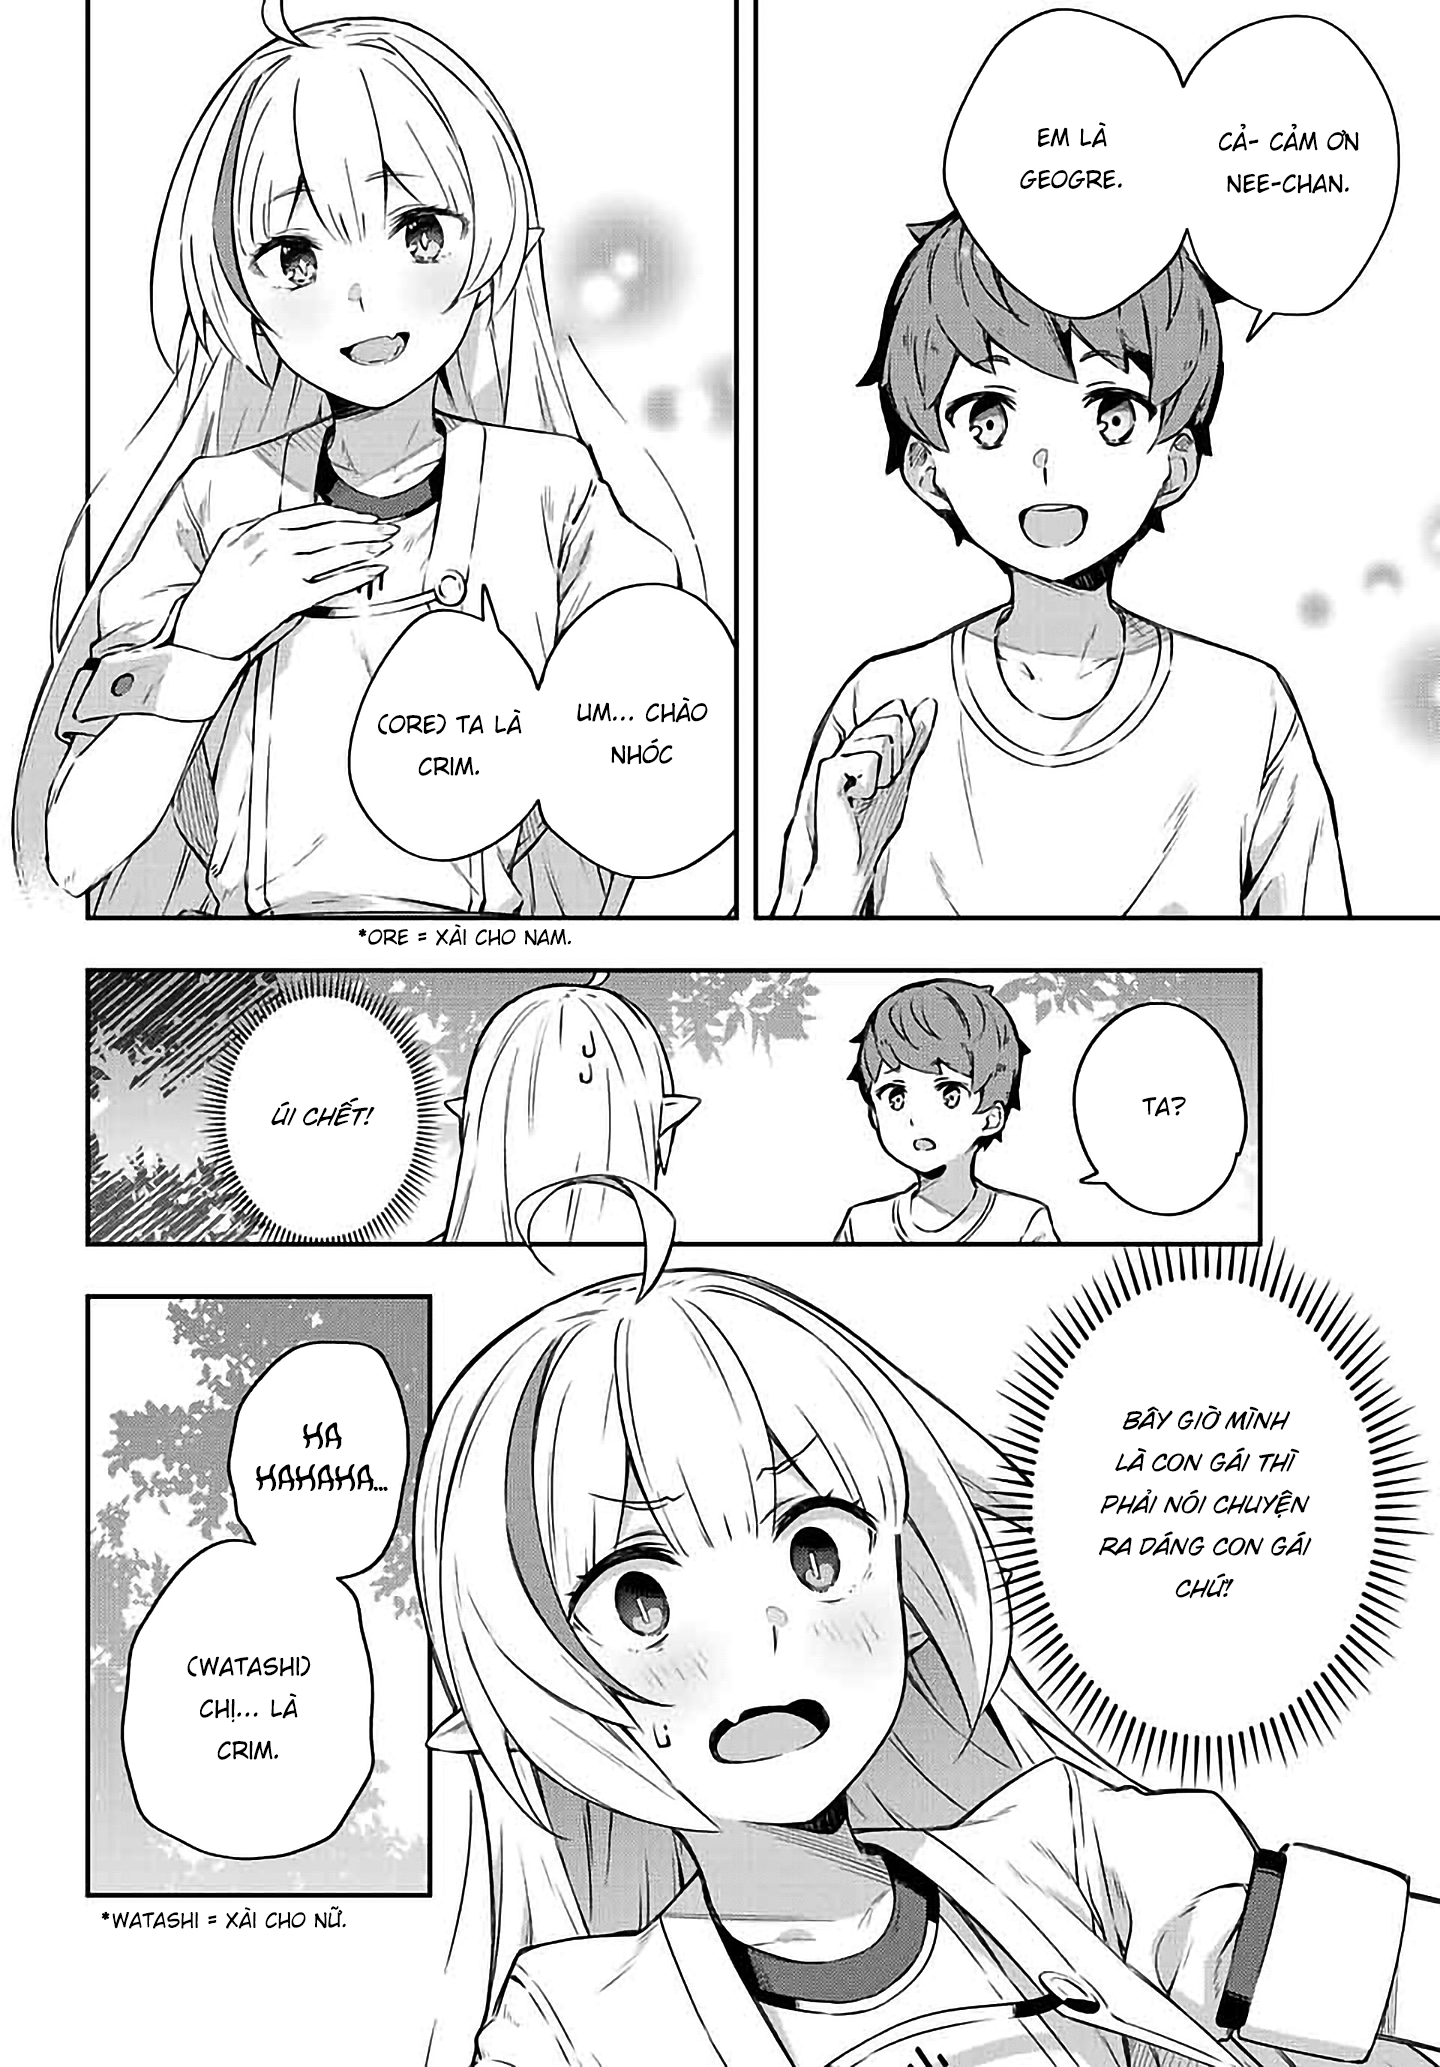 CẢ- CẢM ƠN
NEE-CHAN.
EM LÀ
GEOGRE.
UM... CHÀO
NHÓC
(ORE) TA LÀ
CRIM.
*ORE = XÀI CHO NAM.
TA?
ÚI CHẾT!
BÂY GIỜ MÌNH
LÀ CON GÁI THÌ
PHẢI NÓI CHUYỆN
RA DÁNG CON GÁI
CHỨ!
HA
HAHAHA...
(WATASHI)
CHỊ... LÀ
CRIM.
*WATASHI = XÀI CHO NỮ.